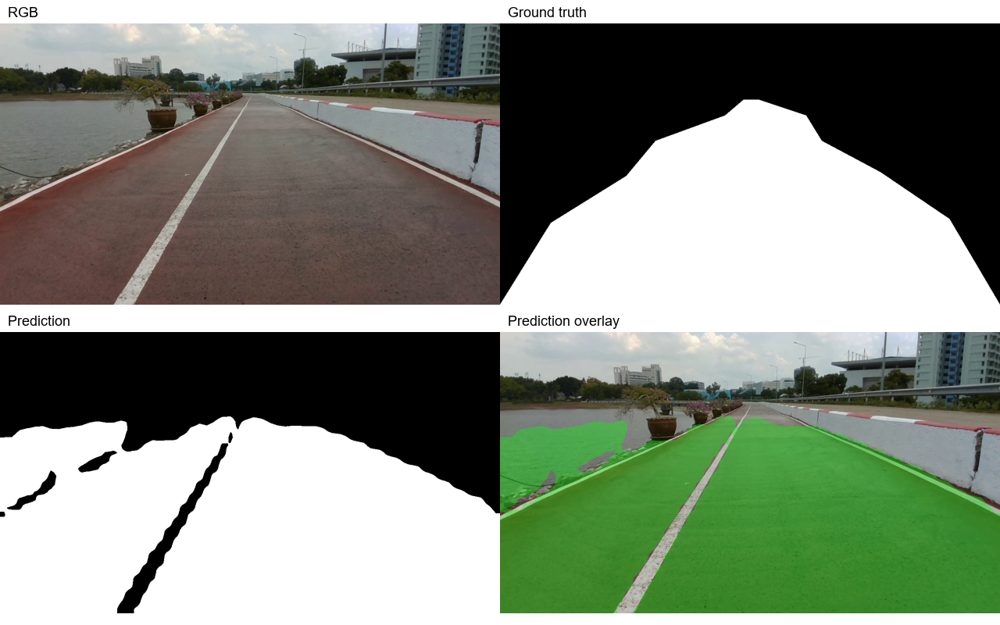 RGB
Ground truth
Prediction
Prediction overlay